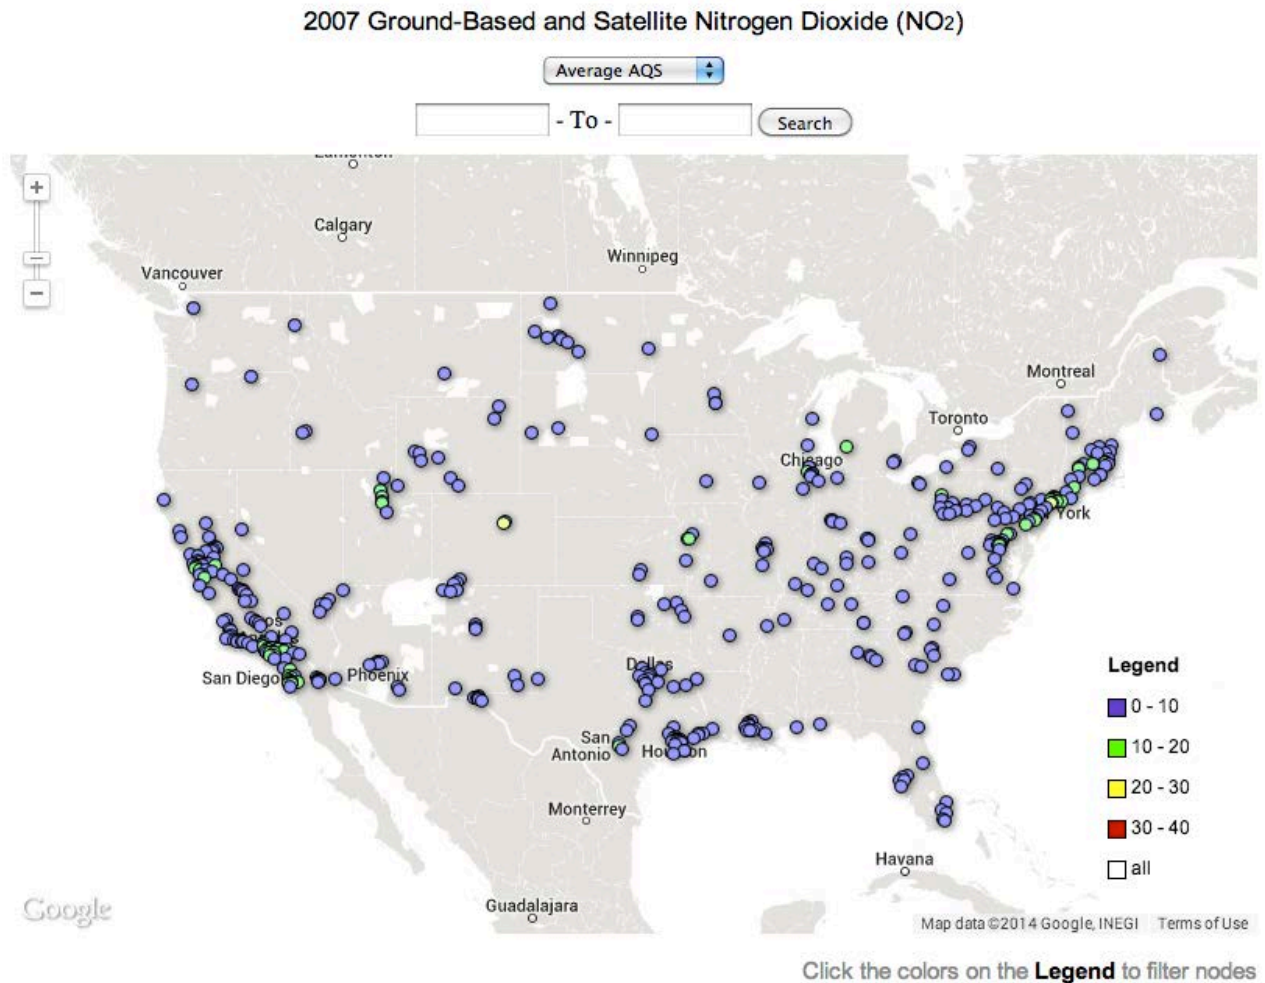 2007 Ground-Based and Satellite Nitrogen Dioxide (NO2)
Average AQS
- To -
Search
Edmonton
+
Calgary
Winnipeg
Vancouver
−
Montreal
Toronto
Chicago
York
San Diego
Phoenix
Dallas
Legend
0 - 10
San
Antonio
Houston
10 - 20
20 - 30
Monterrey
30 - 40
Havana
all
Guadalajara
Google
Map data ©2014 Google, INEGI
Terms of Use
Click the colors on the Legend to filter nodes